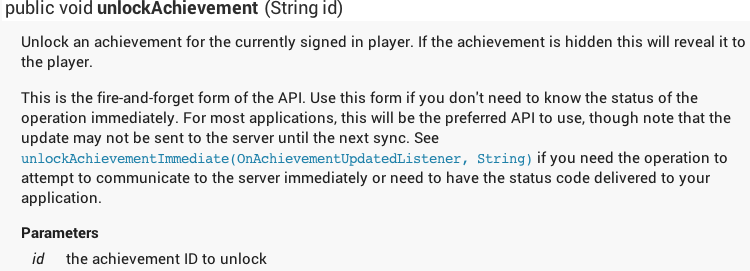 public void unlockAchievement (String id)
Unlock an achievement for the currently signed in player. If the achievement is hidden this will reveal it to
the player.
This is the fire-and-forget form of the API. Use this form if you don't need to know the status of the
operation immediately. For most applications, this will be the preferred API to use, though note that the
update may not be sent to the server until the next sync. See
unlockAchievementImmediate(OnAchievementUpdatedListener, String) if you need the operation to
attempt to communicate to the server immediately or need to have the status code delivered to your
application.
Parameters
id the achievement ID to unlock